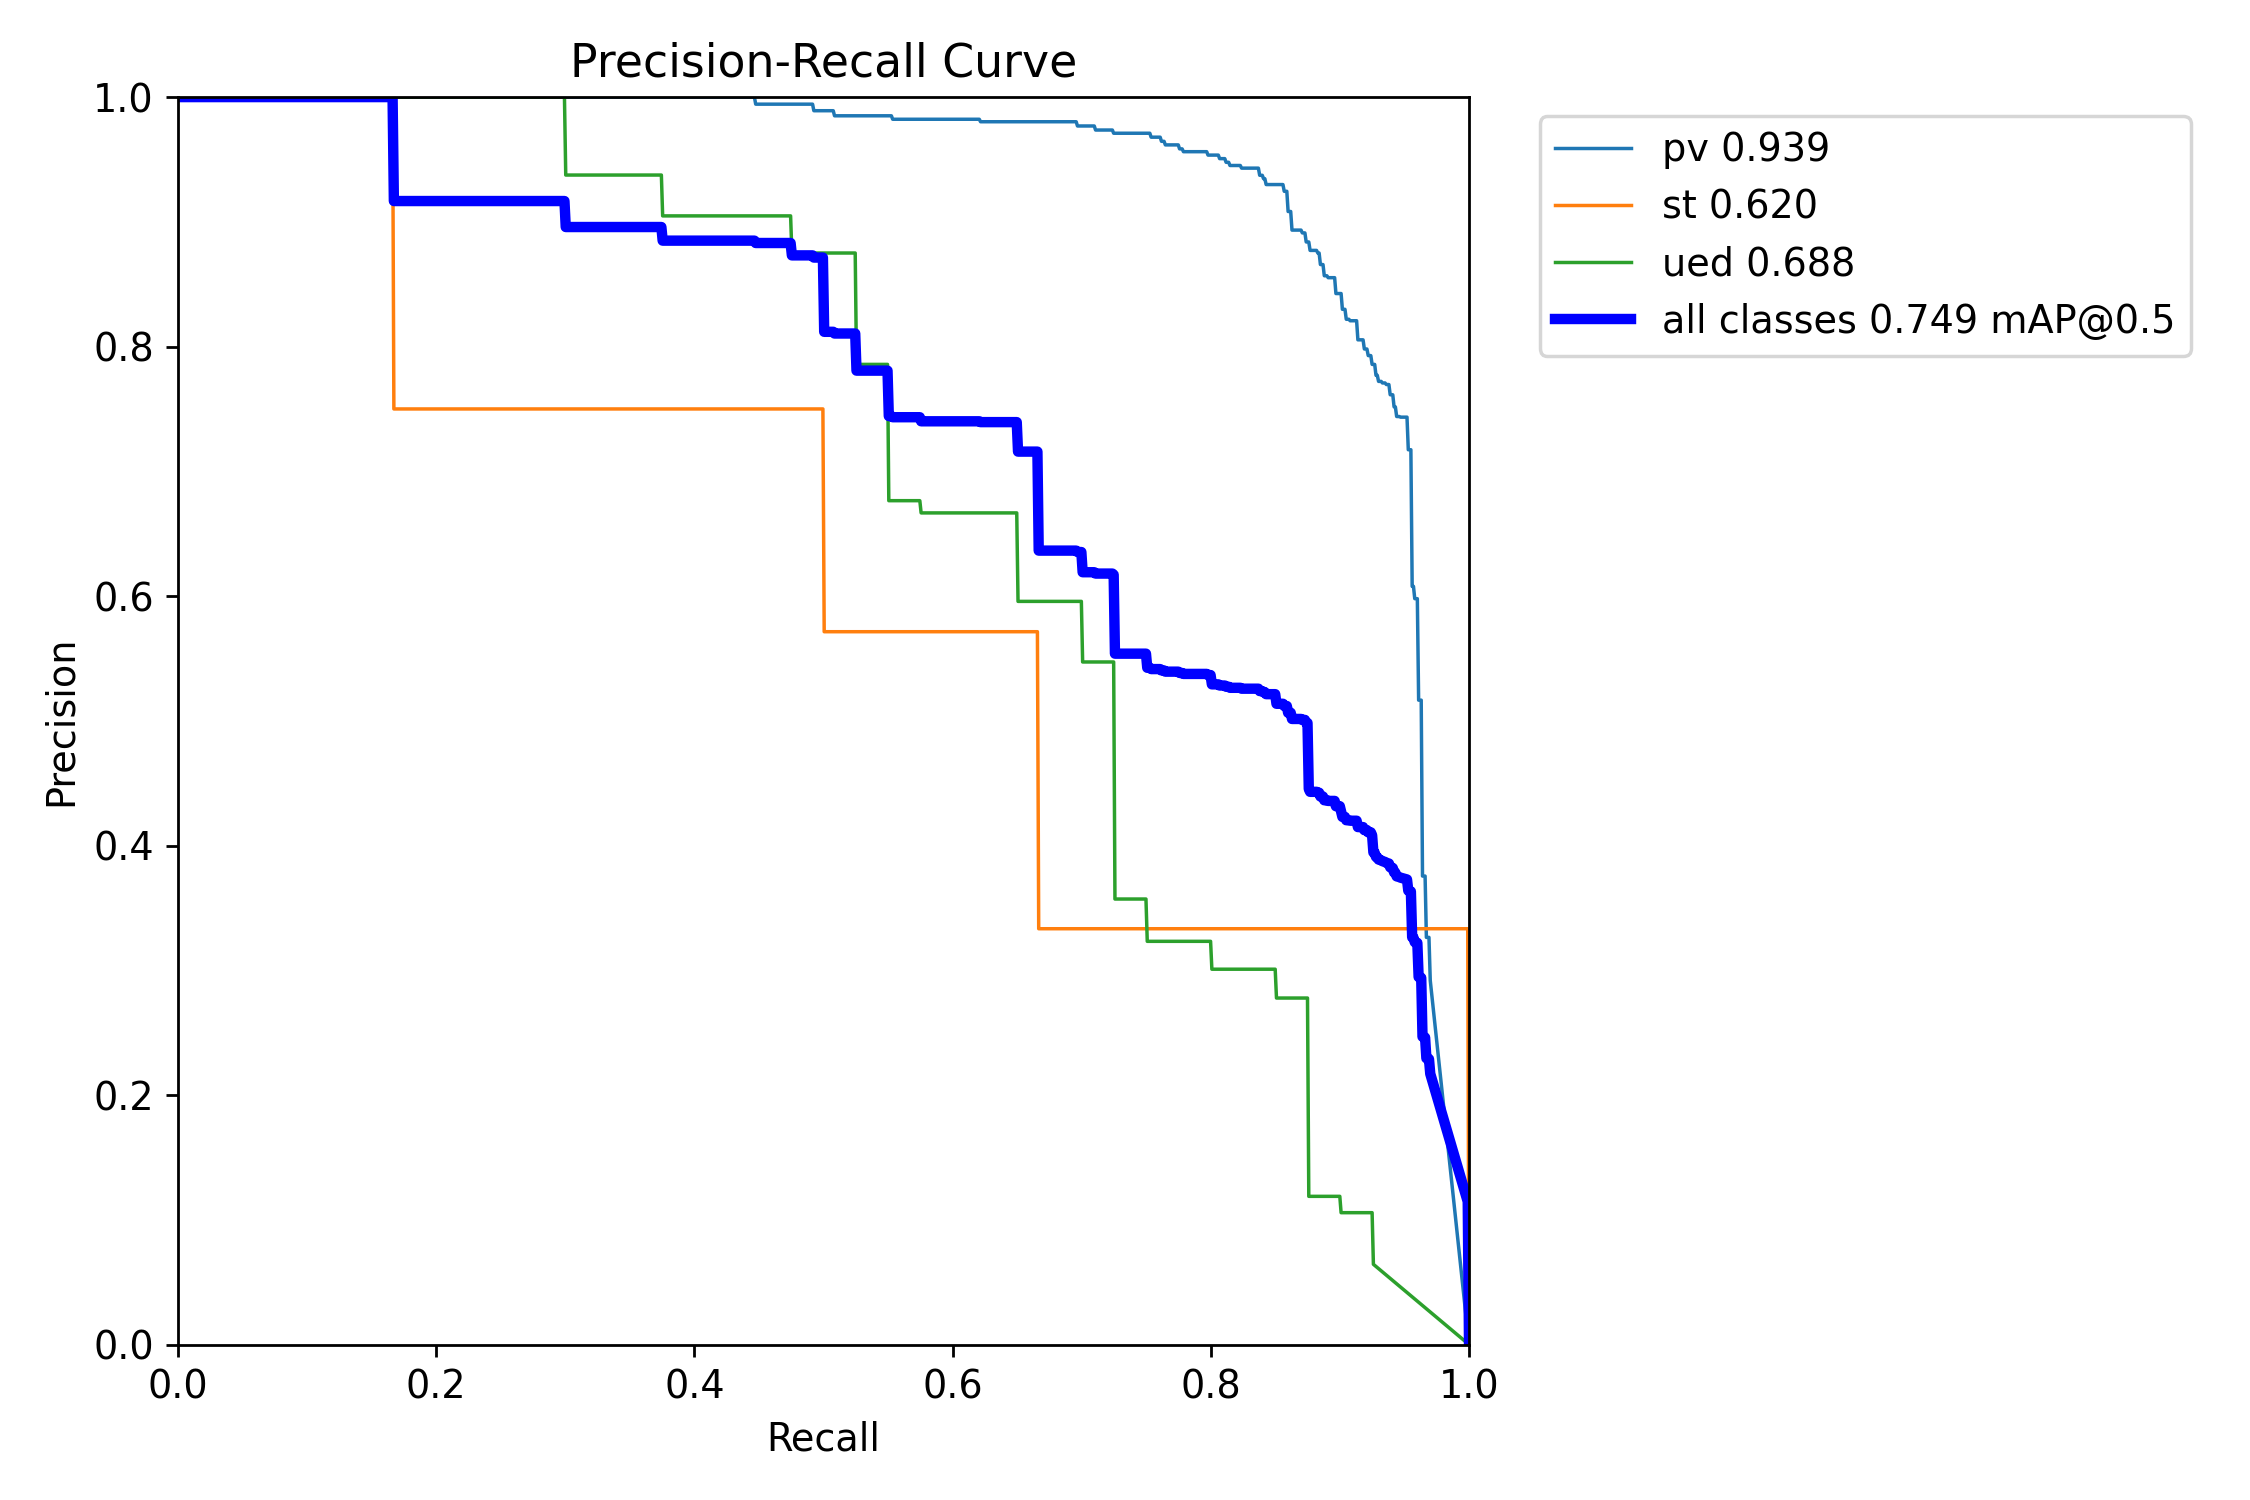 Precision-Recall Curve
1.0
0.8
0.6
0.4
0.2
0.0
Precision
0.0 0.2 0.4 0.6 0.8 1.0
Recall
pv 0.939
st 0.620
ued 0.688
all classes 0.749 mAP@0.5